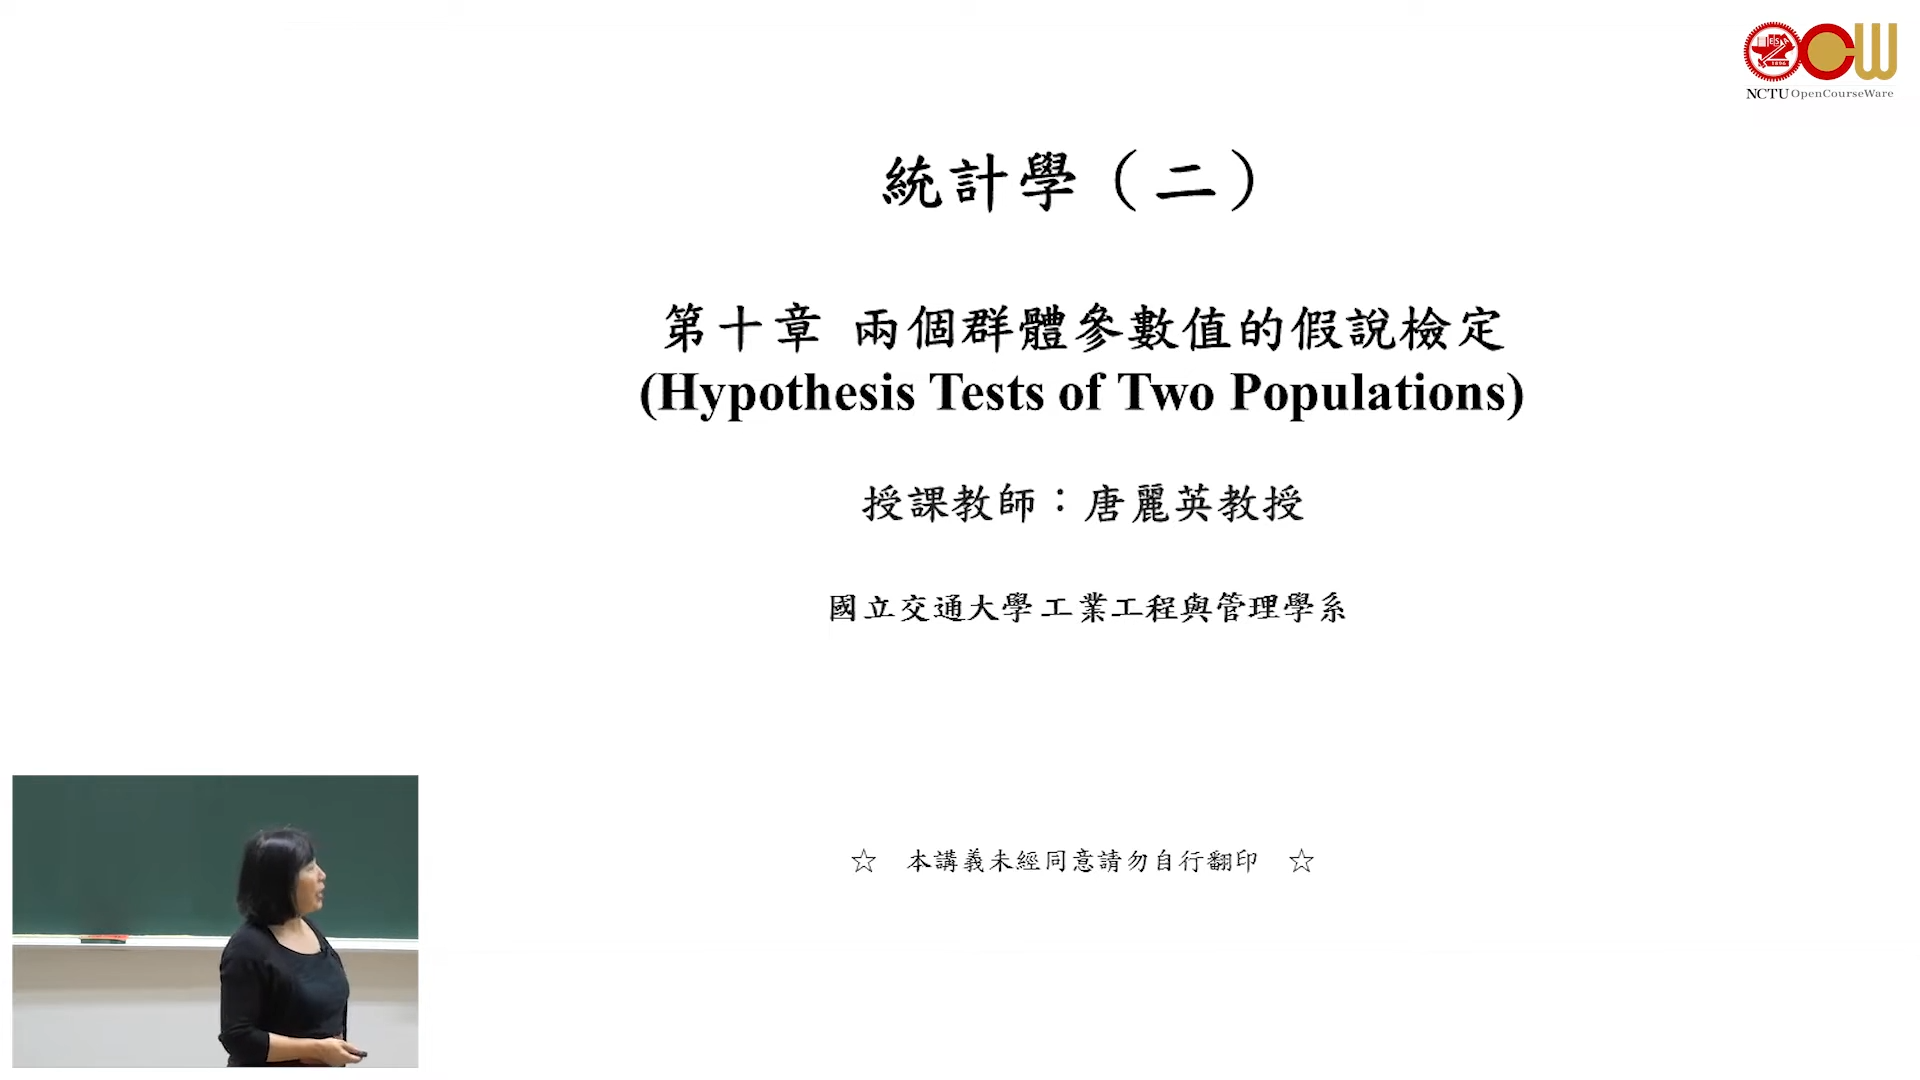 NCTU OpenCourseWare
統計學（二）
第十章 兩個群體參數值的假說檢定
(Hypothesis Tests of Two Populations)
授課教師：唐麗英教授
國立交通大學 工業工程與管理學系
☆ 本講義未經同意請勿自行翻印 ☆